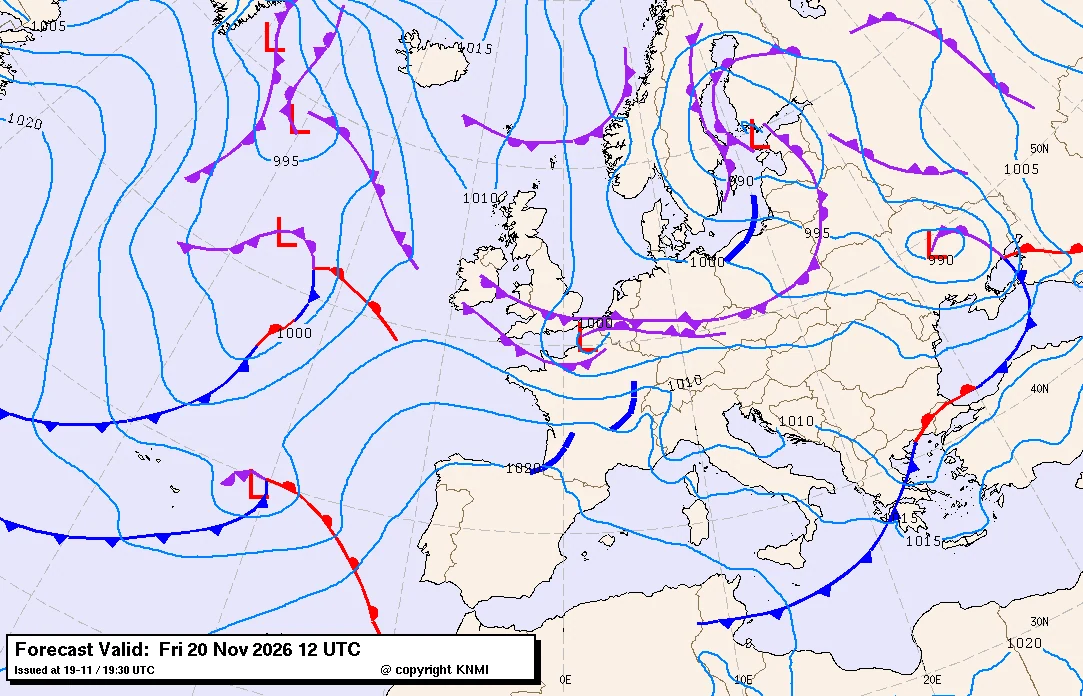 1005
1015
L
1020
L
L
995
50N
1005
990
1010
995
L
L
990
1000
1000
L
1000
1010
40N
1010
1020
L
1015
1015
30N
1020
0E
10E
20E
Forecast Valid: Fri 20 Nov 2026 12 UTC
Issued at 19-11 / 19:30 UTC
@ copyright KNMI